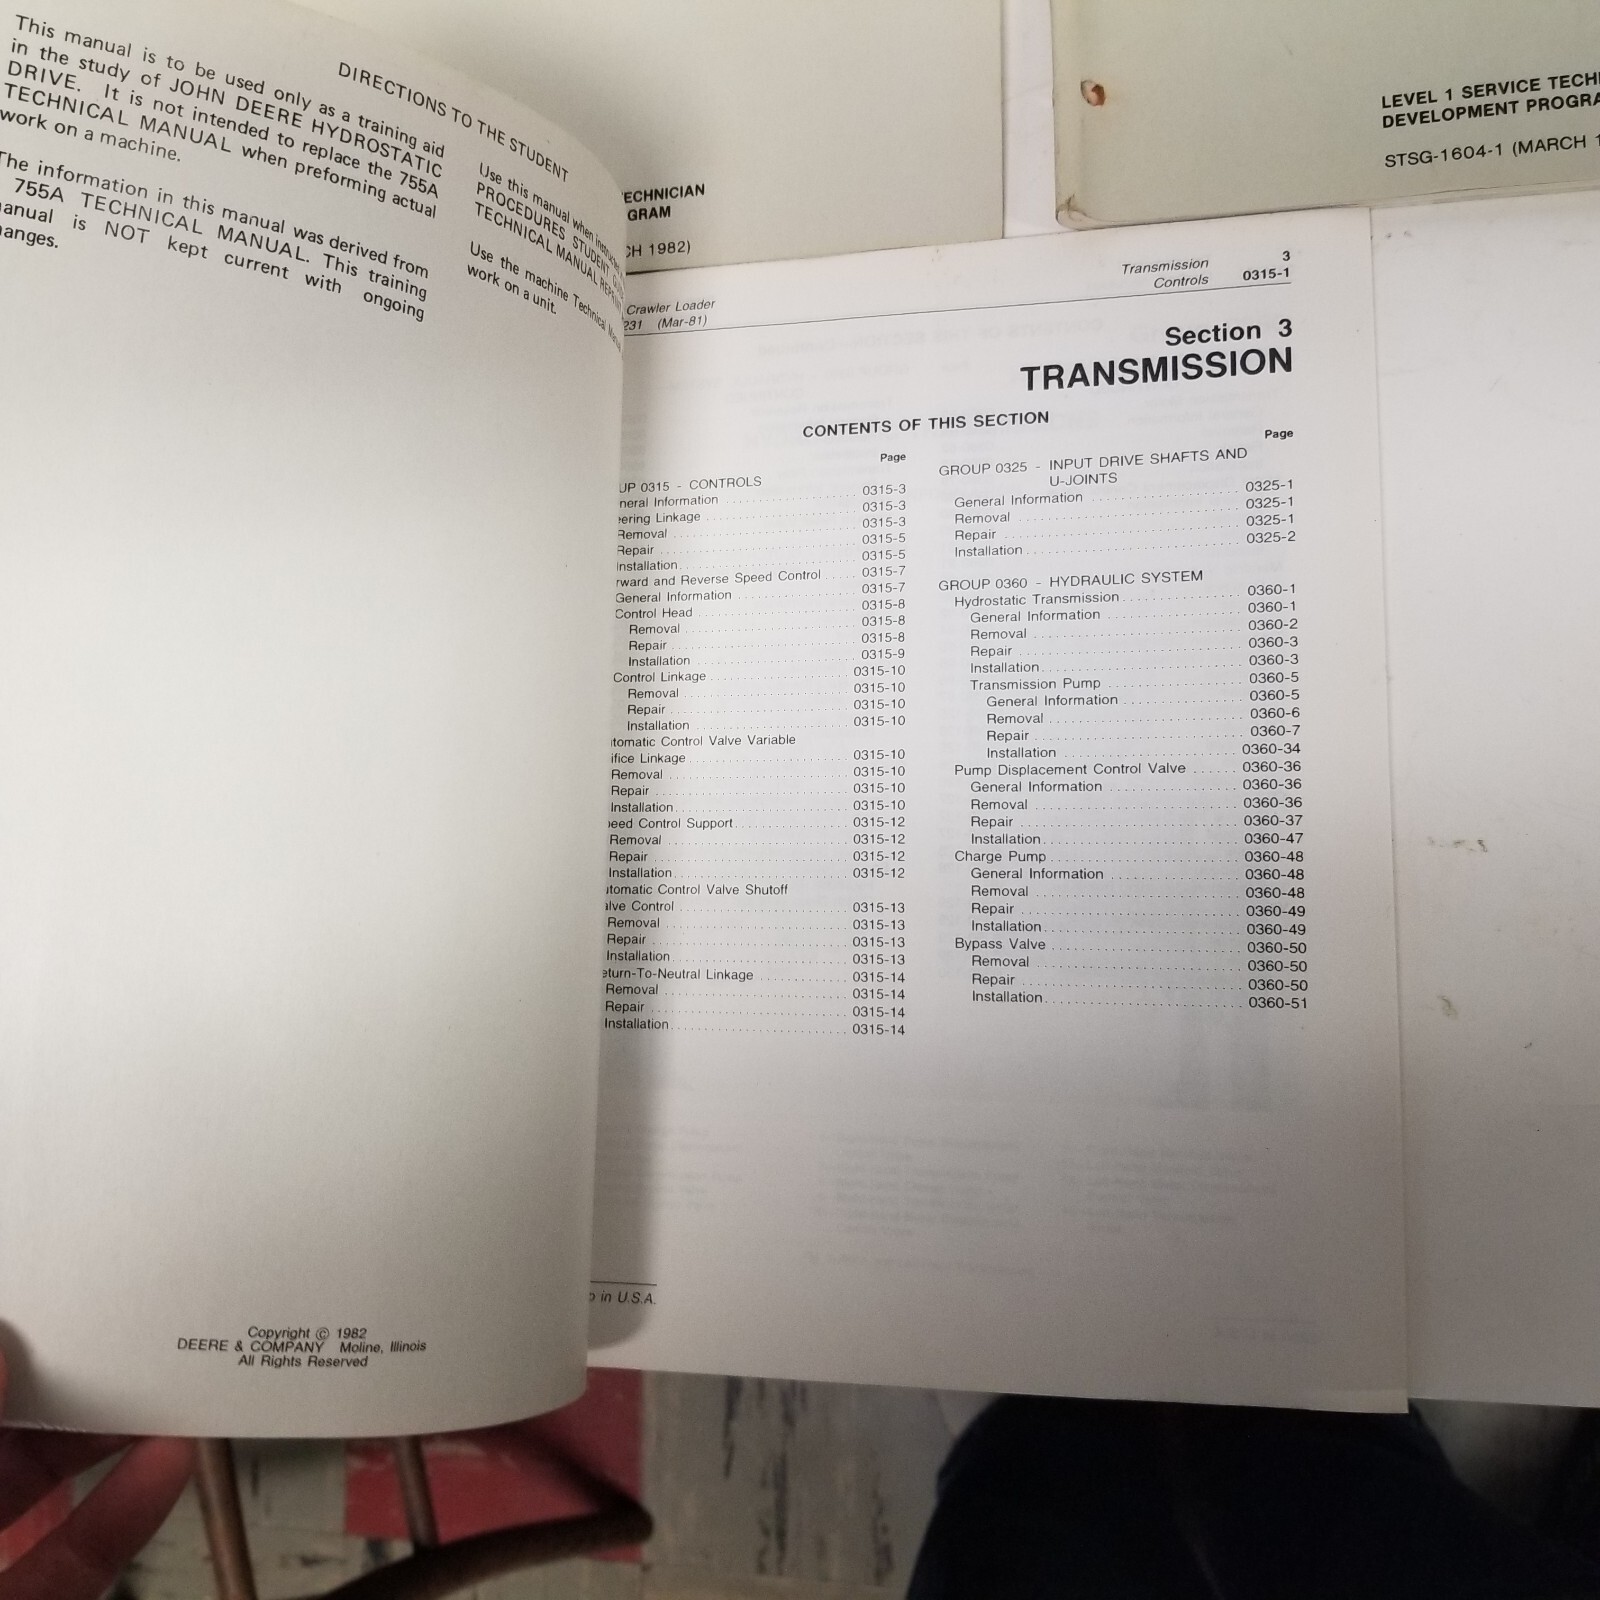 DIRECTIONS TO THE STUDENT
This manual is to be used only as a training aid
in the study of JOHN DEERE HYDROSTATIC
DRIVE. It is not intended to replace the 755A
TECHNICAL MANUAL when preforming actual
work on a machine.
The information in this manual was derived from
755A TECHNICAL MANUAL. This training
manual is NOT kept current with ongoing
anges.
Use this manual when
PROCEDURES STUDENT
TECHNICAL MANUAL
Use the machine Technical
work on a unit.
Copyright © 1982
DEERE & COMPANY Moline, Illinois
All Rights Reserved
ECHNICIAN
GRAM
CH 1982)
LEVEL 1 SERVICE TECH
DEVELOPMENT PROGRA
STSG-1604-1 (MARCH 1
Crawler Loader
231 (Mar-81)
Transmission 3
Controls 0315-1
Section 3
TRANSMISSION
CONTENTS OF THIS SECTION
Page
UP 0315 - CONTROLS
neral Information 0315-3
eering Linkage 0315-3
Removal 0315-3
Repair 0315-5
Installation 0315-5
rward and Reverse Speed Control 0315-7
General Information 0315-7
Control Head 0315-8
Removal 0315-8
Repair 0315-8
Installation 0315-9
Control Linkage 0315-10
Removal 0315-10
Repair 0315-10
Installation 0315-10
tomatic Control Valve Variable
ifice Linkage 0315-10
Removal 0315-10
Repair 0315-10
Installation 0315-10
eed Control Support 0315-12
Removal 0315-12
Repair 0315-12
Installation 0315-12
tomatic Control Valve Shutoff
alve Control 0315-13
Removal 0315-13
Repair 0315-13
Installation 0315-13
eturn-To-Neutral Linkage 0315-14
Removal 0315-14
Repair 0315-14
Installation 0315-14
Page
GROUP 0325 - INPUT DRIVE SHAFTS AND
U-JOINTS
General Information 0325-1
Removal 0325-1
Repair 0325-1
Installation 0325-2
GROUP 0360 - HYDRAULIC SYSTEM
Hydrostatic Transmission 0360-1
General Information 0360-1
Removal 0360-2
Repair 0360-3
Installation 0360-3
Transmission Pump 0360-5
General Information 0360-5
Removal 0360-6
Repair 0360-7
Installation 0360-34
Pump Displacement Control Valve 0360-36
General Information 0360-36
Removal 0360-36
Repair 0360-37
Installation 0360-47
Charge Pump 0360-48
General Information 0360-48
Removal 0360-48
Repair 0360-49
Installation 0360-49
Bypass Valve 0360-50
Removal 0360-50
Repair 0360-50
Installation 0360-51
in U.S.A.